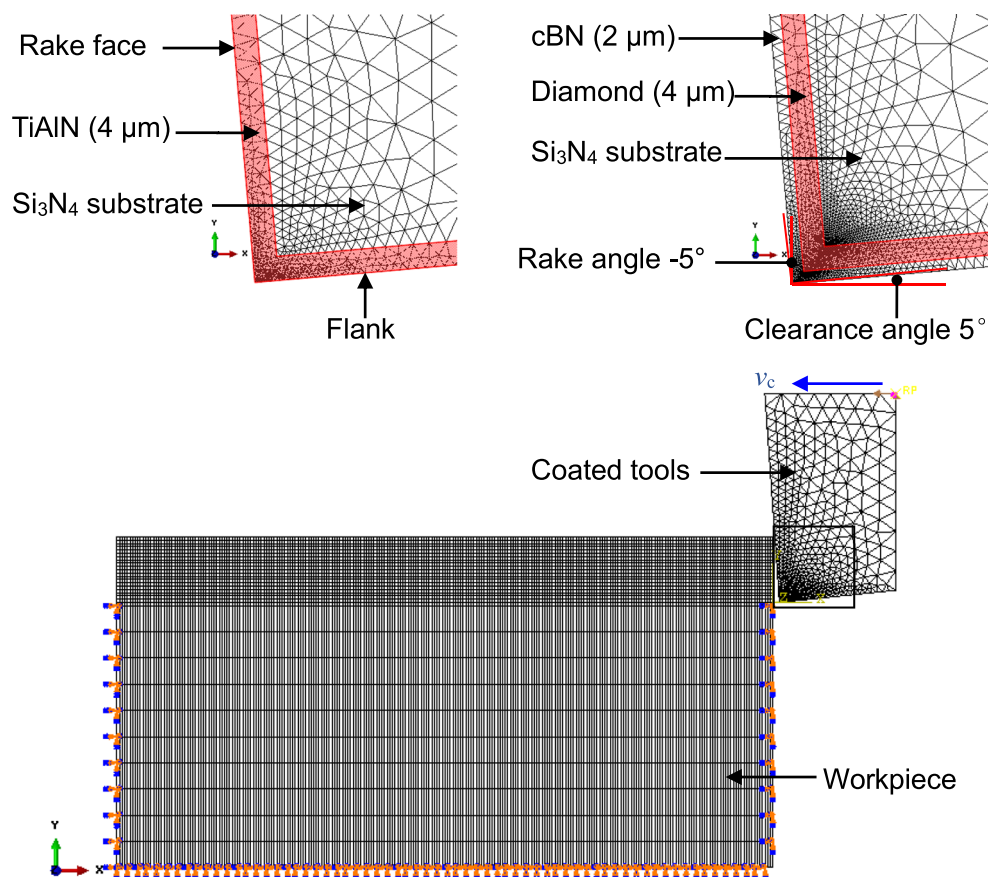 Rake face
TiAlN (4 μm)
Si₃N₄ substrate
Y
X
Flank
cBN (2 μm)
Diamond (4 μm)
Si₃N₄ substrate
Y
X
Rake angle -5°
Clearance angle 5°
vc
RP
Coated tools
Z
X
Workpiece
Y
X